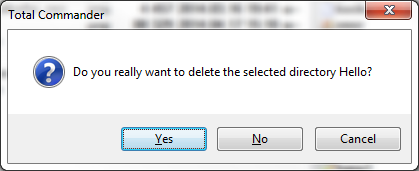 Total Commander
Do you really want to delete the selected directory Hello?
Yes
No
Cancel